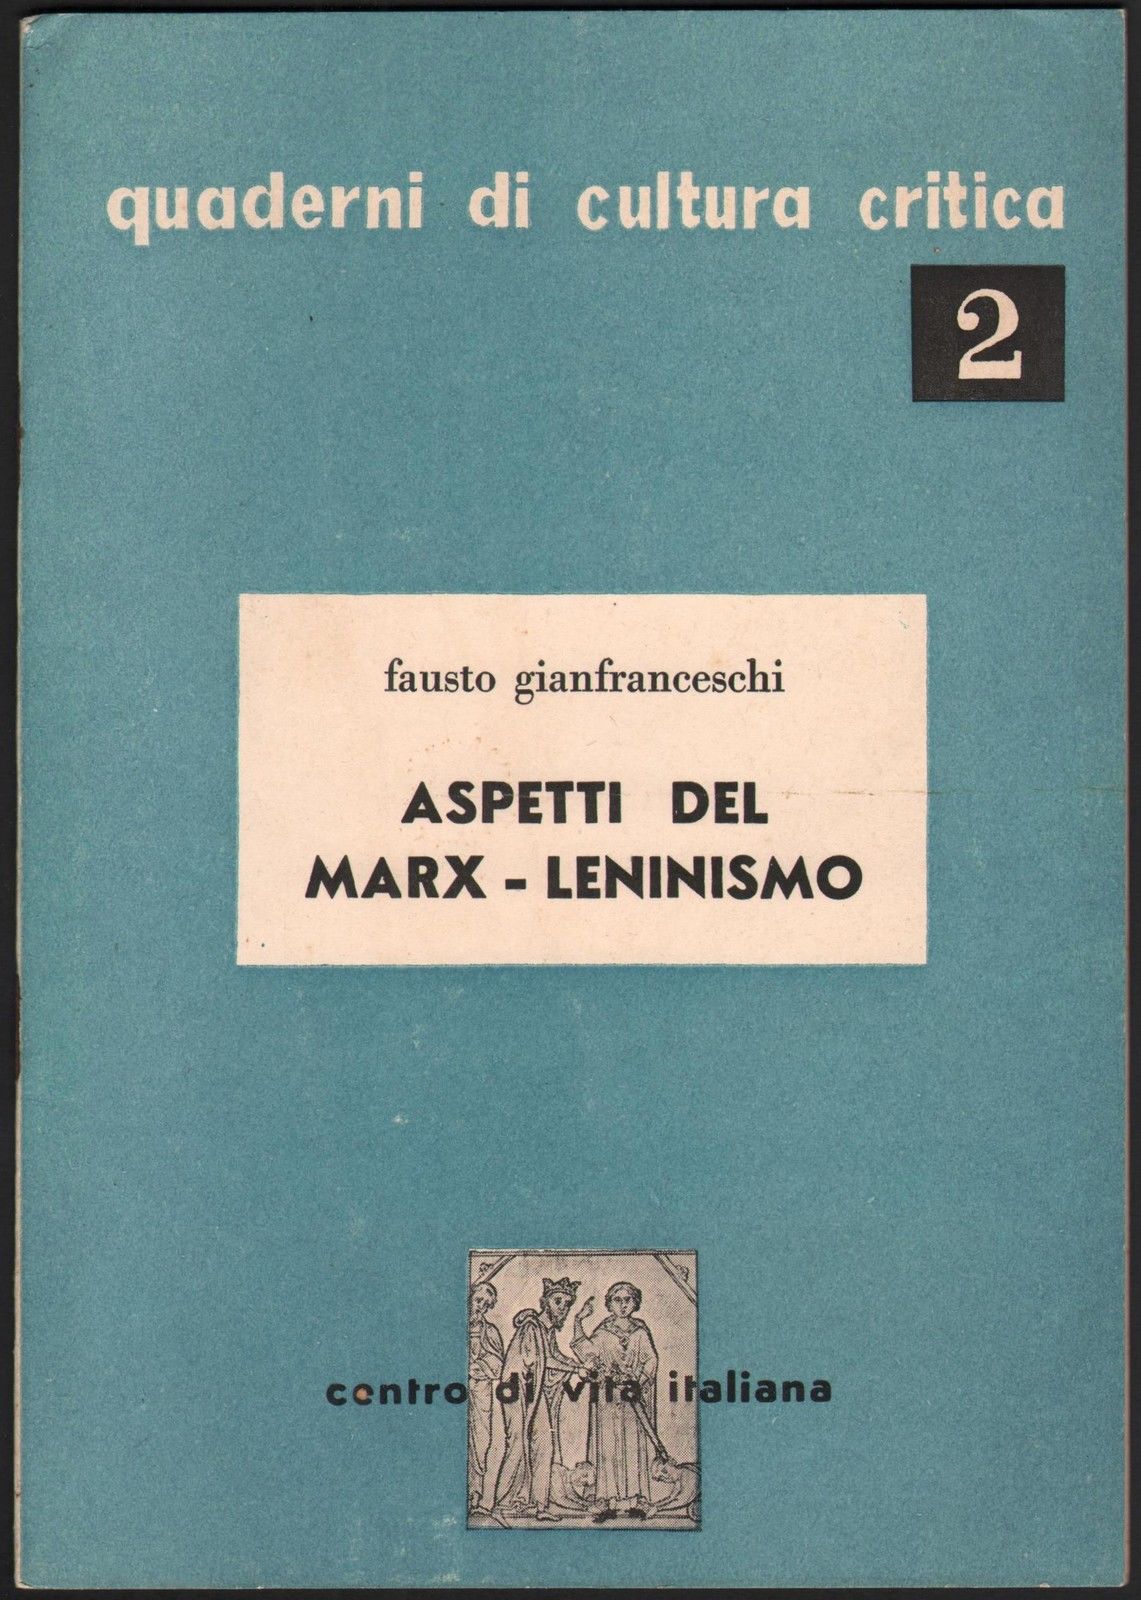 quaderni di cultura critica
2
fausto gianfranceschi
ASPETTI DEL
MARX - LENINISMO
centro di vita italiana